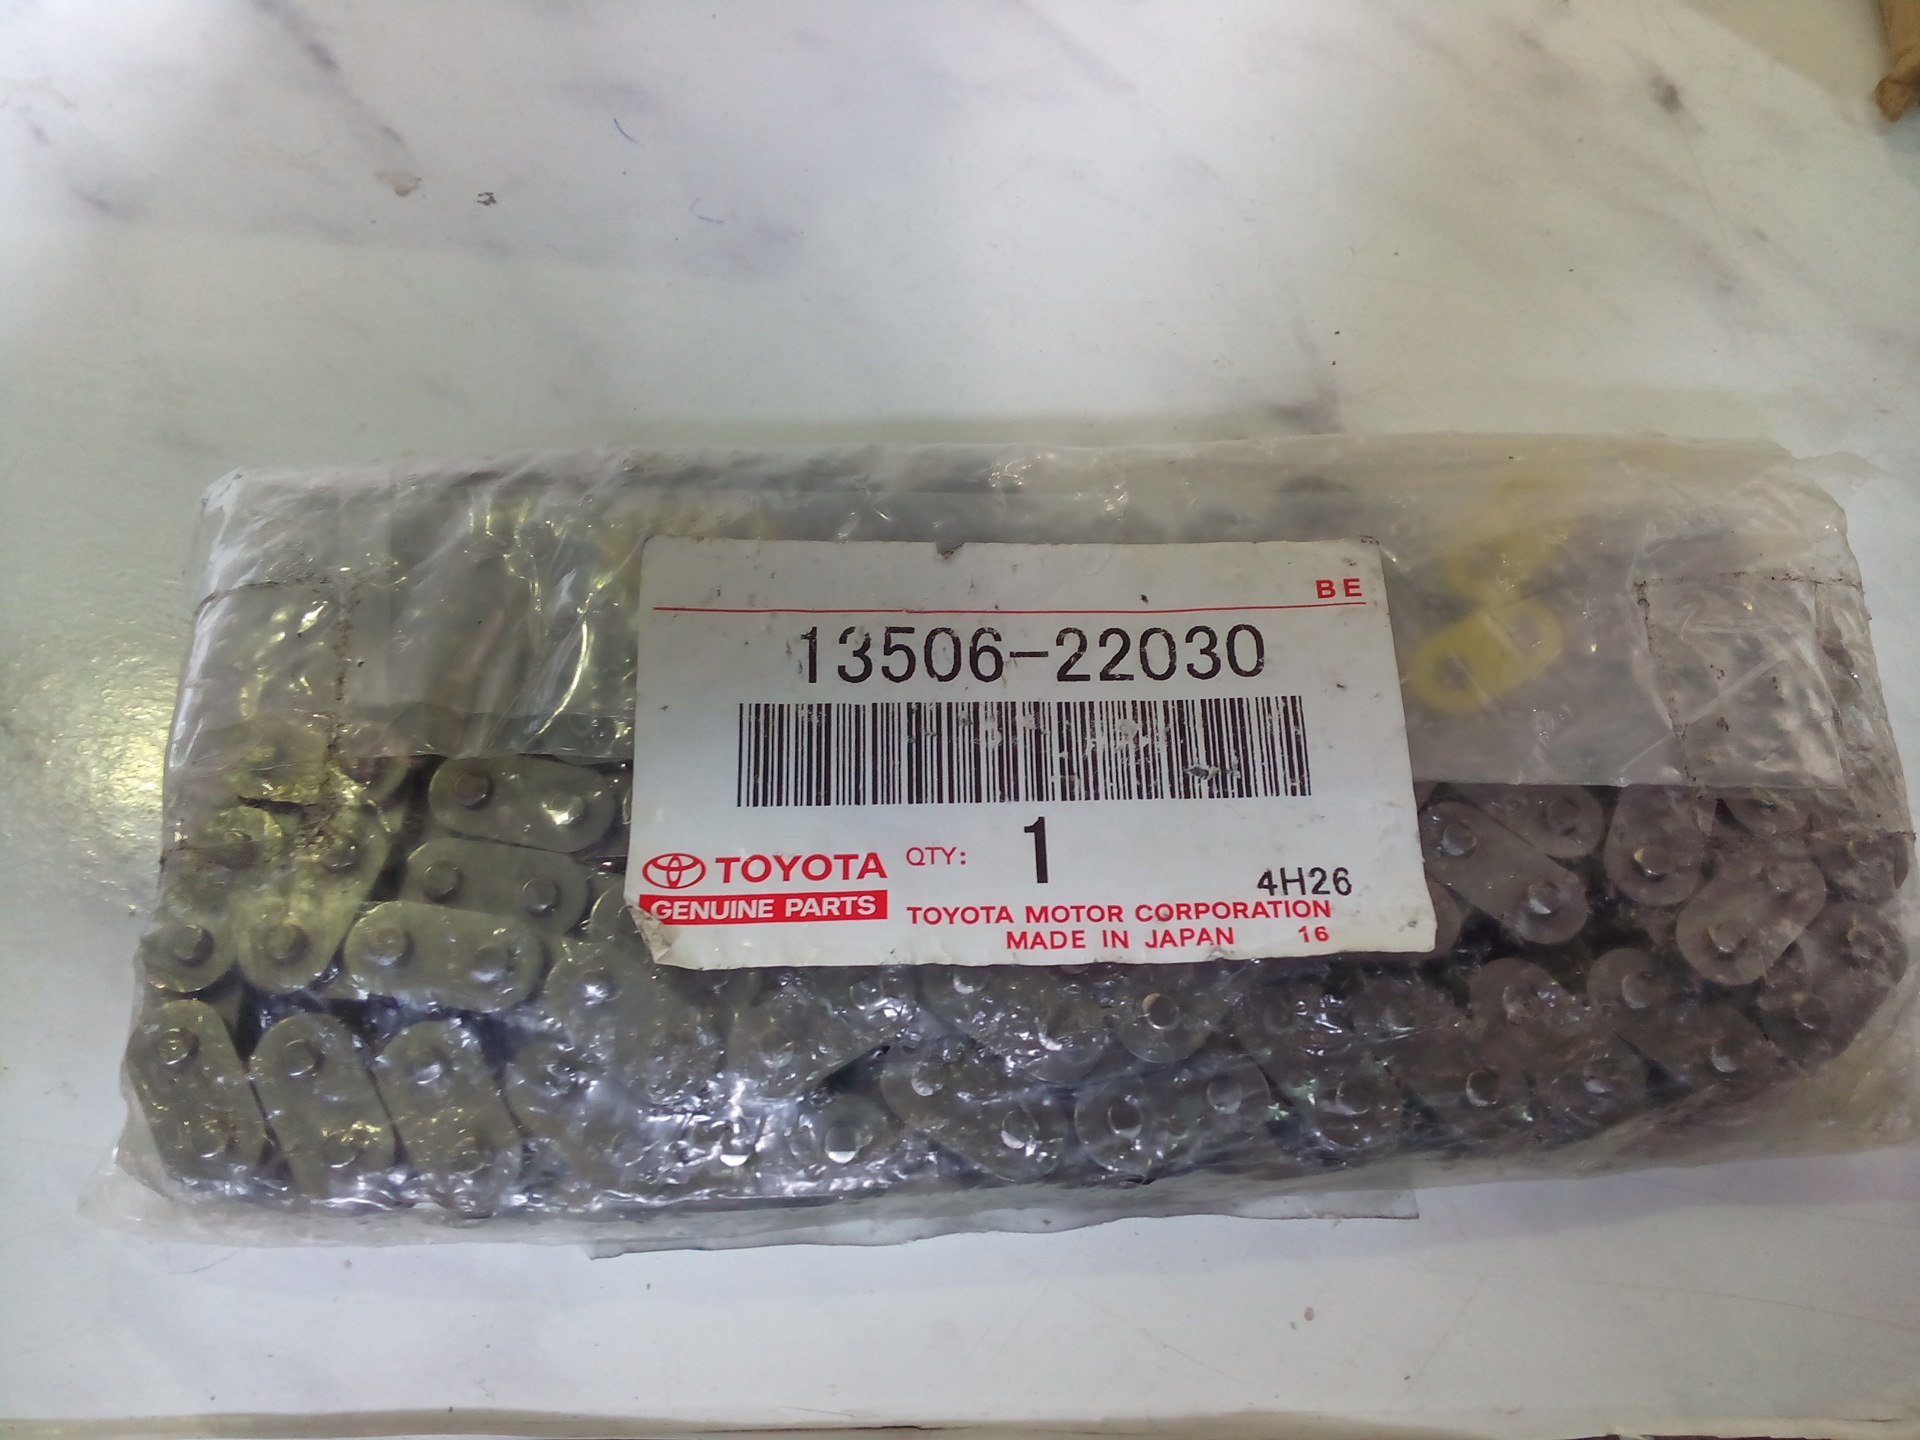 BE
13506-22030
TOYOTA QTY: 1
4H26
GENUINE PARTS TOYOTA MOTOR CORPORATION
MADE IN JAPAN 16